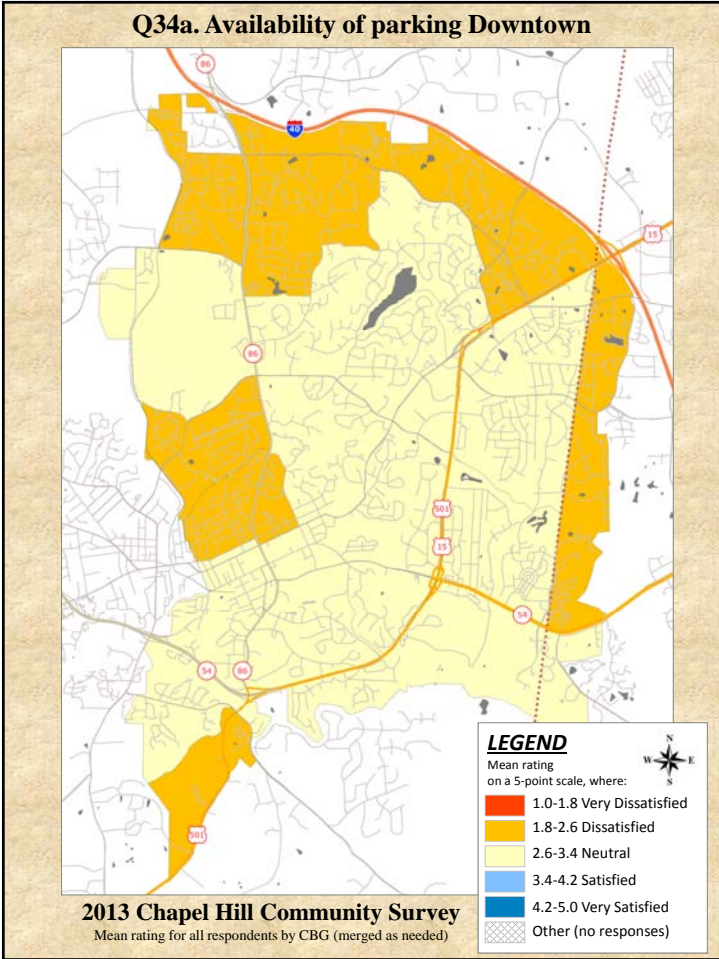 Q34a. Availability of parking Downtown
86
40
15
86
501
15
54
54
86
501
LEGEND
Mean rating
on a 5-point scale, where:
N
W E
S
1.0-1.8 Very Dissatisfied
1.8-2.6 Dissatisfied
2.6-3.4 Neutral
3.4-4.2 Satisfied
4.2-5.0 Very Satisfied
Other (no responses)
2013 Chapel Hill Community Survey
Mean rating for all respondents by CBG (merged as needed)